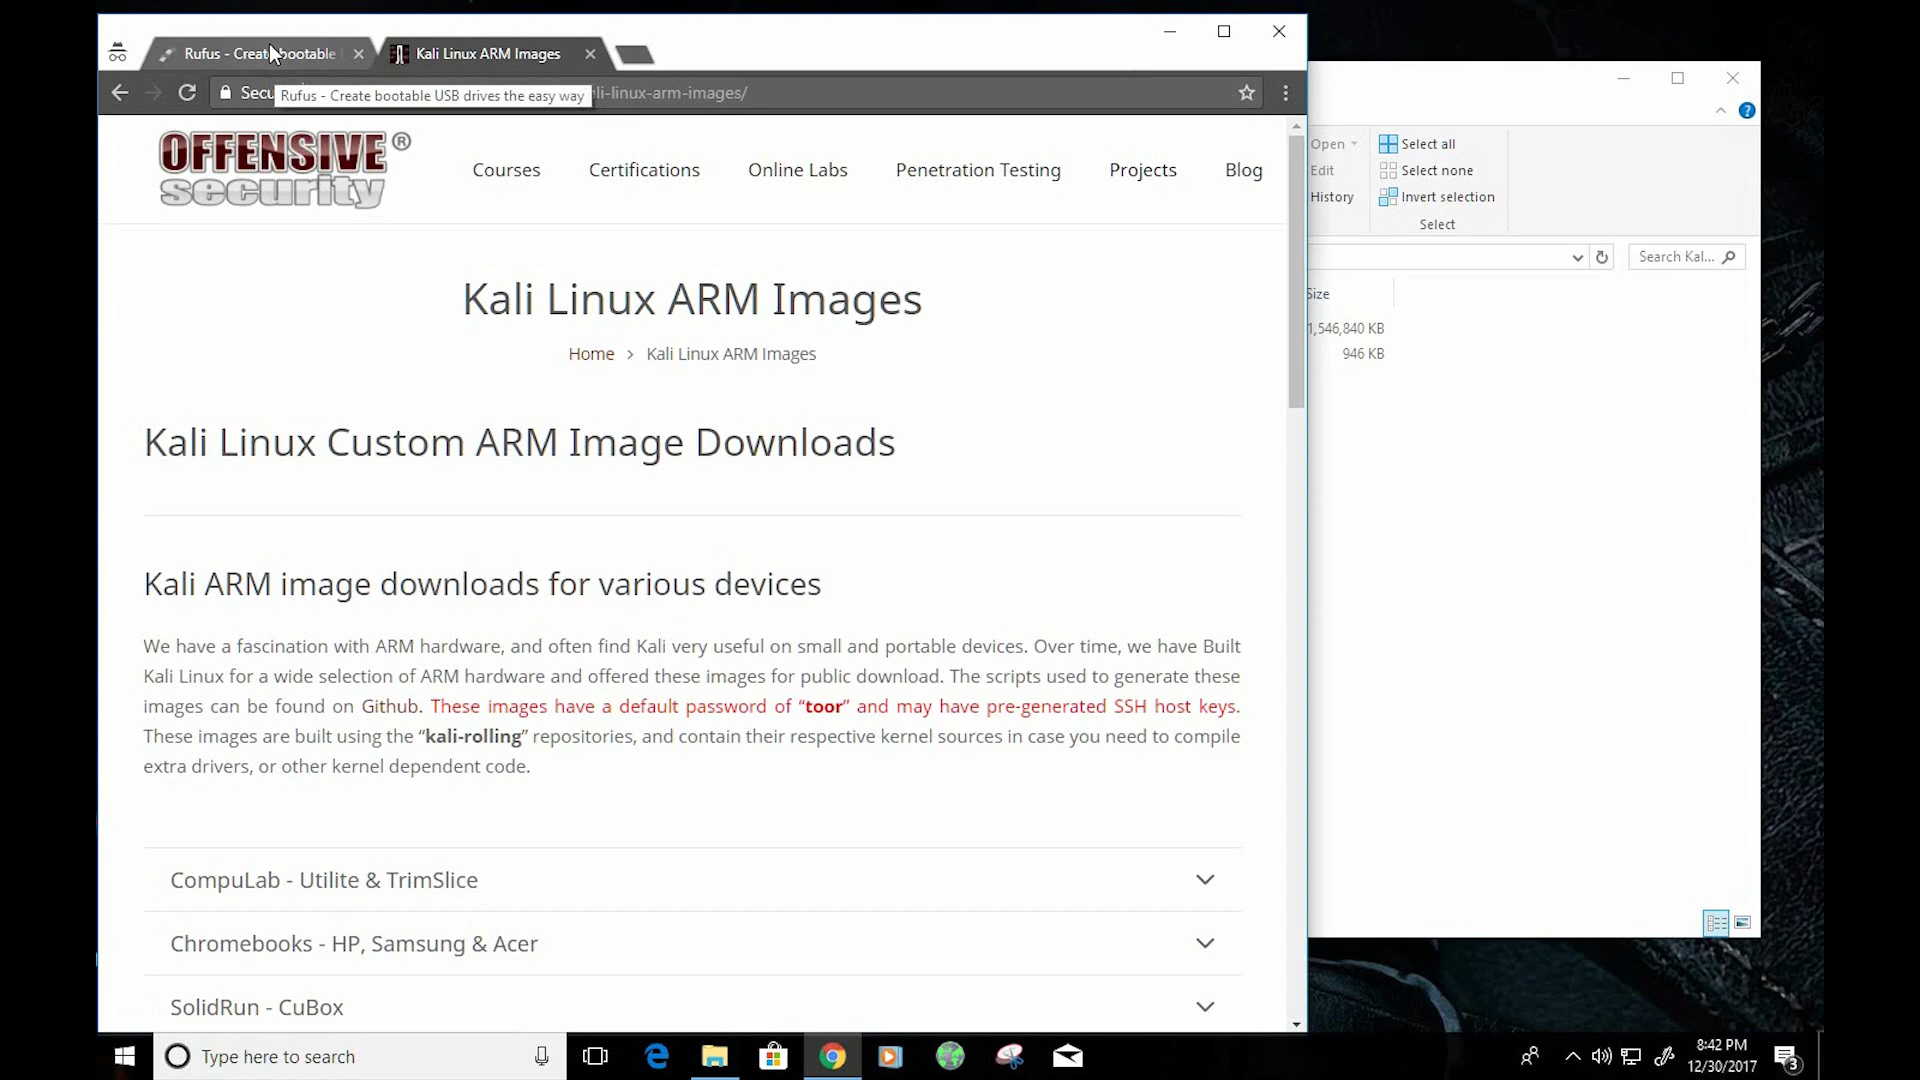 Rufus - Create bootable
Kali Linux ARM Images
Secu
li-linux-arm-images/
Rufus - Create bootable USB drives the easy way
OFFENSIVE®
security
Courses
Certifications
Online Labs
Penetration Testing
Projects
Blog
Kali Linux ARM Images
Home > Kali Linux ARM Images
Kali Linux Custom ARM Image Downloads
Kali ARM image downloads for various devices
We have a fascination with ARM hardware, and often find Kali very useful on small and portable devices. Over time, we have Built
Kali Linux for a wide selection of ARM hardware and offered these images for public download. The scripts used to generate these
images can be found on Github. These images have a default password of “toor” and may have pre-generated SSH host keys.
These images are built using the “kali-rolling” repositories, and contain their respective kernel sources in case you need to compile
extra drivers, or other kernel dependent code.
CompuLab - Utilite & TrimSlice
Chromebooks - HP, Samsung & Acer
SolidRun - CuBox
Open
Edit
History
Select all
Select none
Invert selection
Select
Search Kal...
Size
1,546,840 KB
946 KB
Type here to search
8:42 PM
12/30/2017
3